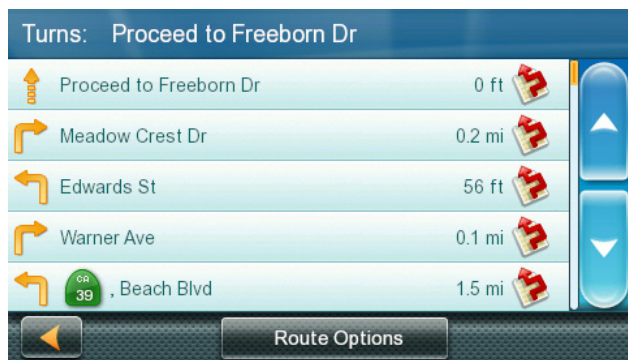 Turns: Proceed to Freeborn Dr
Proceed to Freeborn Dr 0 ft
Meadow Crest Dr 0.2 mi
Edwards St 56 ft
Warner Ave 0.1 mi
CA 39 , Beach Blvd 1.5 mi
Route Options